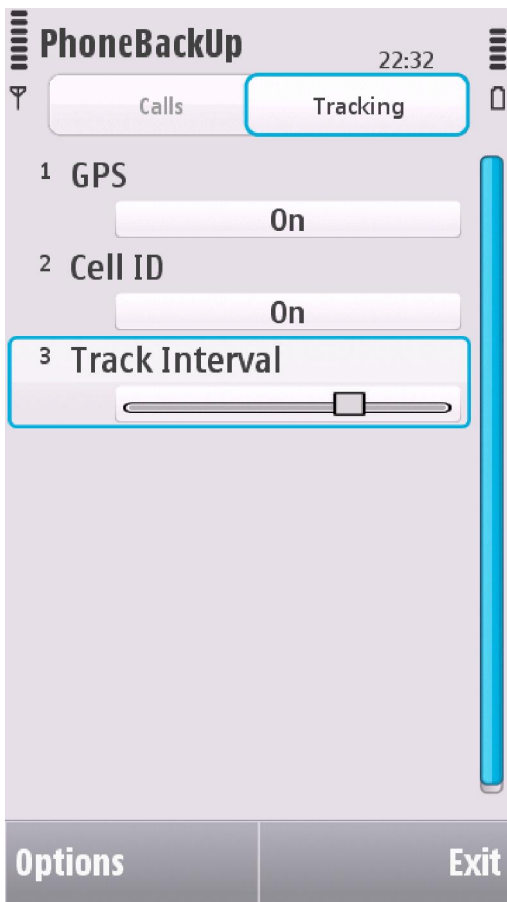 PhoneBackUp
22:32
Calls Tracking
1 GPS
On
2 Cell ID
On
3 Track Interval
Options Exit